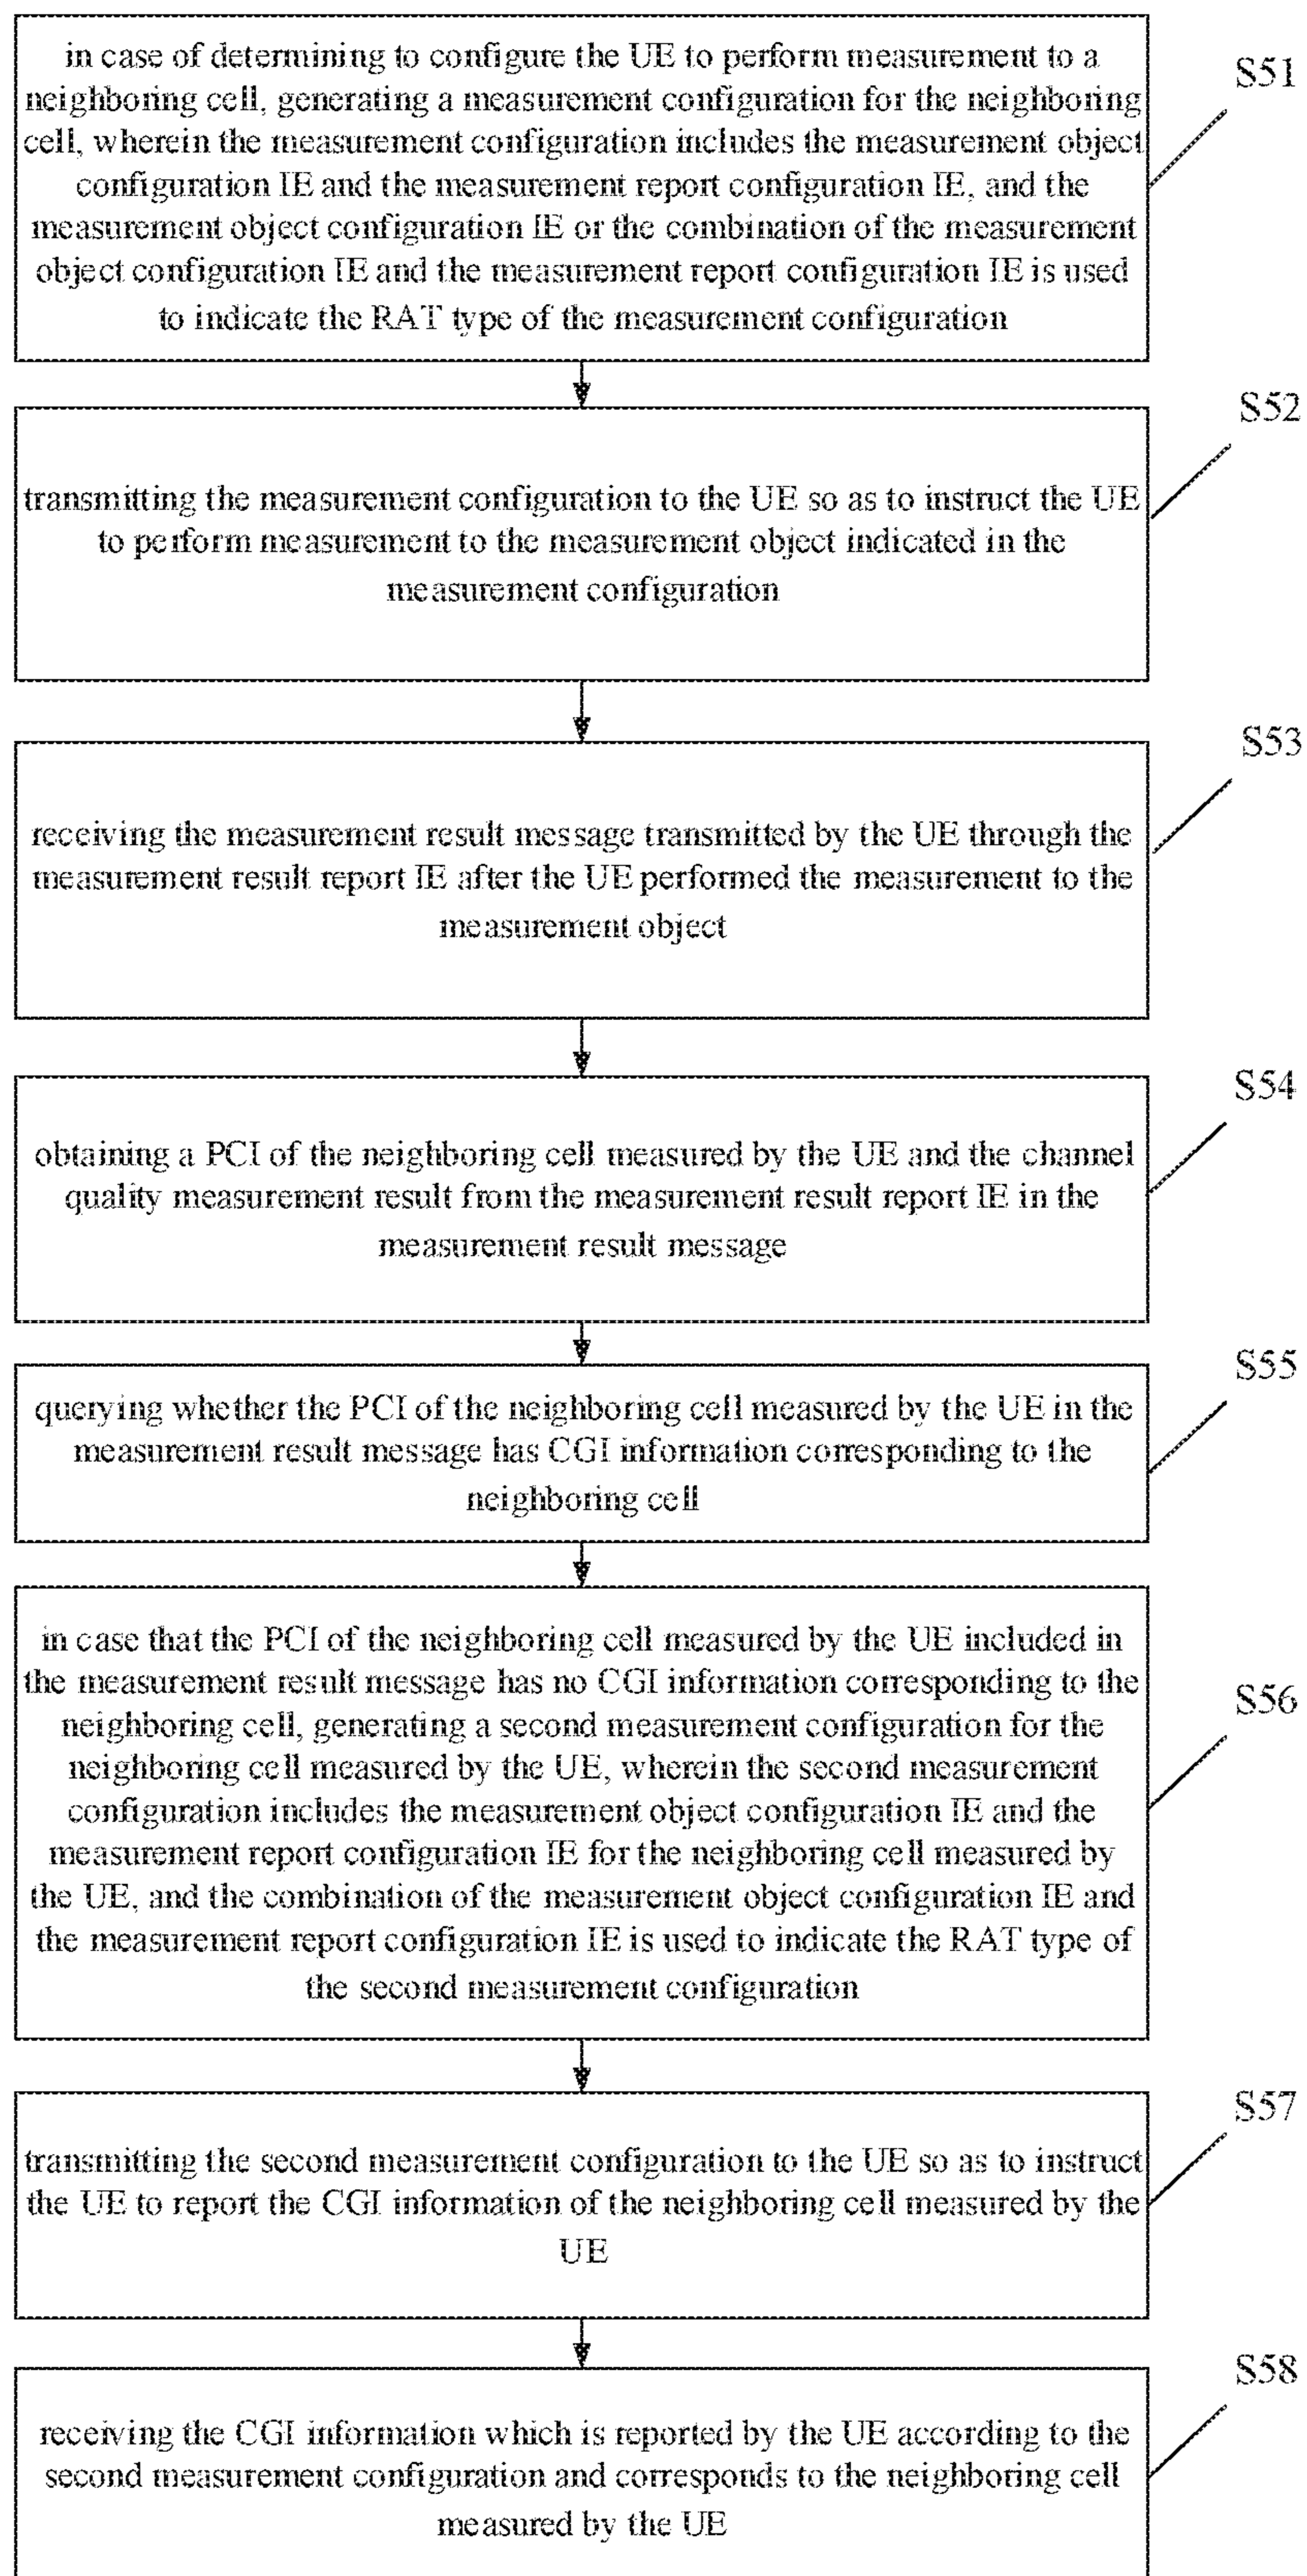 in case of determining to configure the UE to perform measurement to a
neighboring cell, generating a measurement configuration for the neighboring
cell, wherein the measurement configuration includes the measurement object
configuration IE and the measurement report configuration IE, and the
measurement object configuration IE or the combination of the measurement
object configuration IE and the measurement report configuration IE is used
to indicate the RAT type of the measurement configuration
S51
transmitting the measurement configuration to the UE so as to instruct the UE
to perform measurement to the measurement object indicated in the
measurement configuration
S52
receiving the measurement result message transmitted by the UE through the
measurement result report IE after the UE performed the measurement to the
measurement object
S53
obtaining a PCI of the neighboring cell measured by the UE and the channel
quality measurement result from the measurement result report IE in the
measurement result message
S54
querying whether the PCI of the neighboring cell measured by the UE in the
measurement result message has CGI information corresponding to the
neighboring cell
S55
in case that the PCI of the neighboring cell measured by the UE included in
the measurement result message has no CGI information corresponding to the
neighboring cell, generating a second measurement configuration for the
neighboring cell measured by the UE, wherein the second measurement
configuration includes the measurement object configuration IE and the
measurement report configuration IE for the neighboring cell measured by
the UE, and the combination of the measurement object configuration IE and
the measurement report configuration IE is used to indicate the RAT type of
the second measurement configuration
S56
transmitting the second measurement configuration to the UE so as to instruct
the UE to report the CGI information of the neighboring cell measured by the
UE
S57
receiving the CGI information which is reported by the UE according to the
second measurement configuration and corresponds to the neighboring cell
measured by the UE
S58